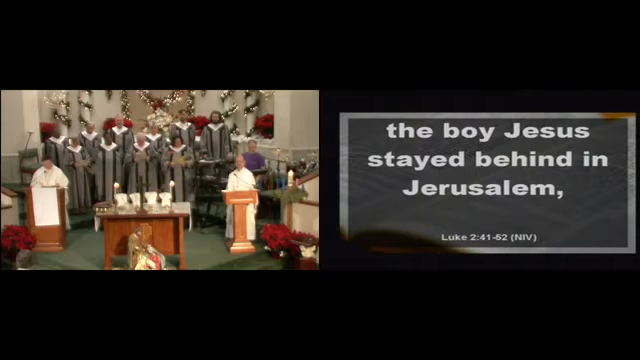 the boy Jesus
stayed behind in
Jerusalem,
Luke 2:41-52 (NIV)